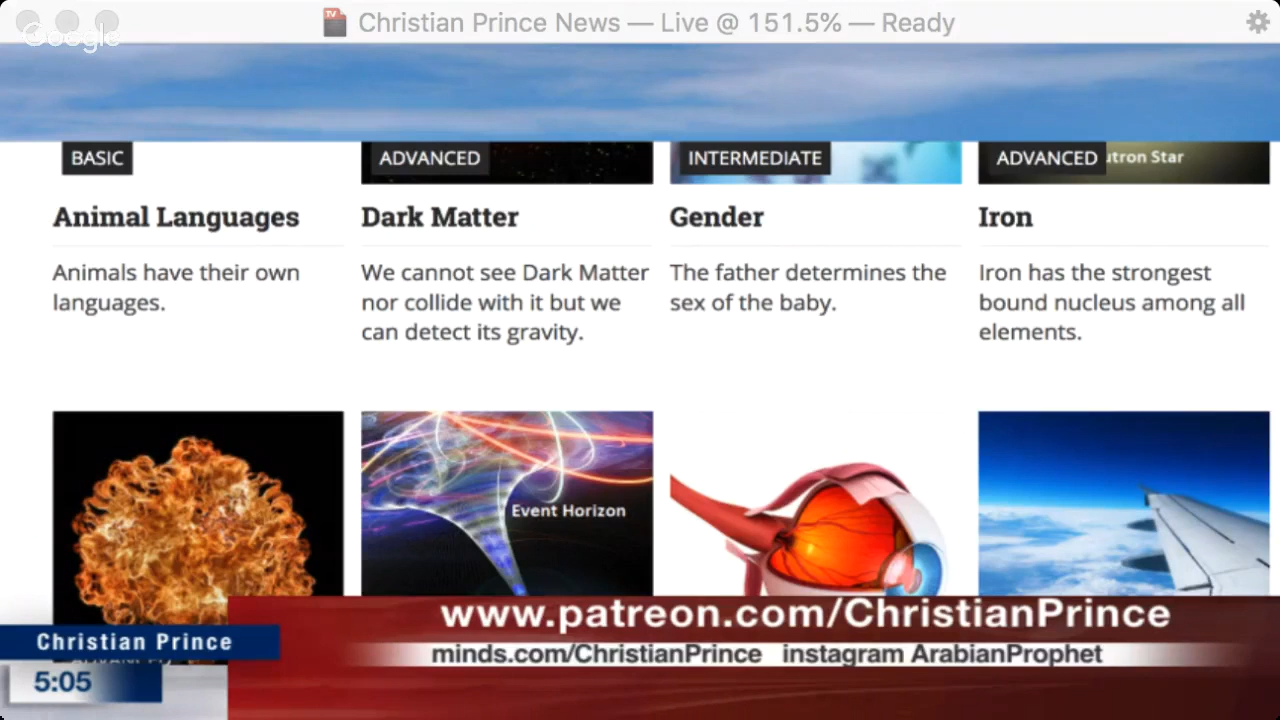 Christian Prince News — Live @ 151.5% — Ready
Google
BASIC
ADVANCED
INTERMEDIATE
ADVANCED
utron Star
Animal Languages
Dark Matter
Gender
Iron
Animals have their own
languages.
We cannot see Dark Matter
nor collide with it but we
can detect its gravity.
The father determines the
sex of the baby.
Iron has the strongest
bound nucleus among all
elements.
Event Horizon
www.patreon.com/ChristianPrince
Christian Prince
minds.com/ChristianPrince instagram ArabianProphet
ADVANCED
5:05